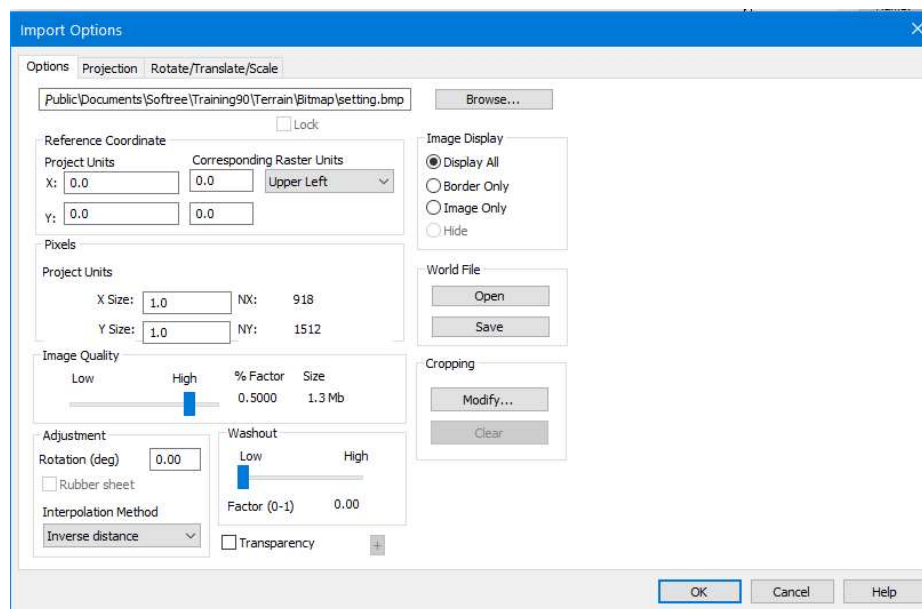 Import Options
Options Projection Rotate/Translate/Scale
Public\Documents\Softree\Training90\Terrain\Bitmap\setting.bmp Browse...
Lock
Reference Coordinate
Project Units Corresponding Raster Units
X: 0.0 0.0 Upper Left
Y: 0.0 0.0
Image Display
Display All
Border Only
Image Only
Hide
Pixels
Project Units
X Size: 1.0 NX: 918
Y Size: 1.0 NY: 1512
World File
Open
Save
Image Quality
Low High % Factor Size
0.5000 1.3 Mb
Cropping
Modify...
Clear
Adjustment
Rotation (deg) 0.00
Rubber sheet
Interpolation Method
Inverse distance
Washout
Low High
Factor (0-1) 0.00
Transparency +
OK Cancel Help